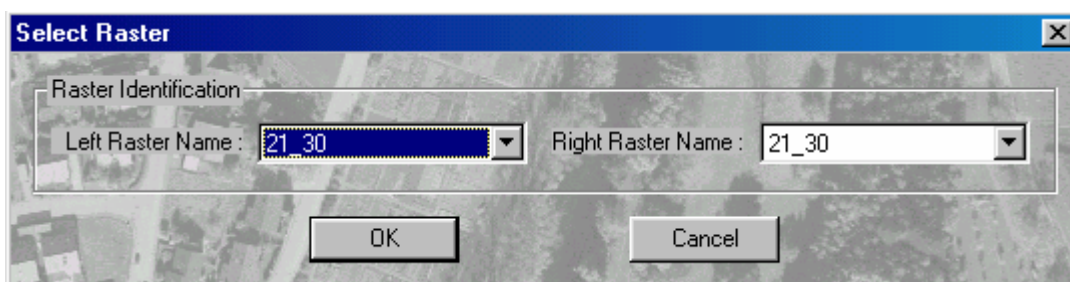 Select Raster
Raster Identification
Left Raster Name : 21_30 Right Raster Name : 21_30
OK Cancel